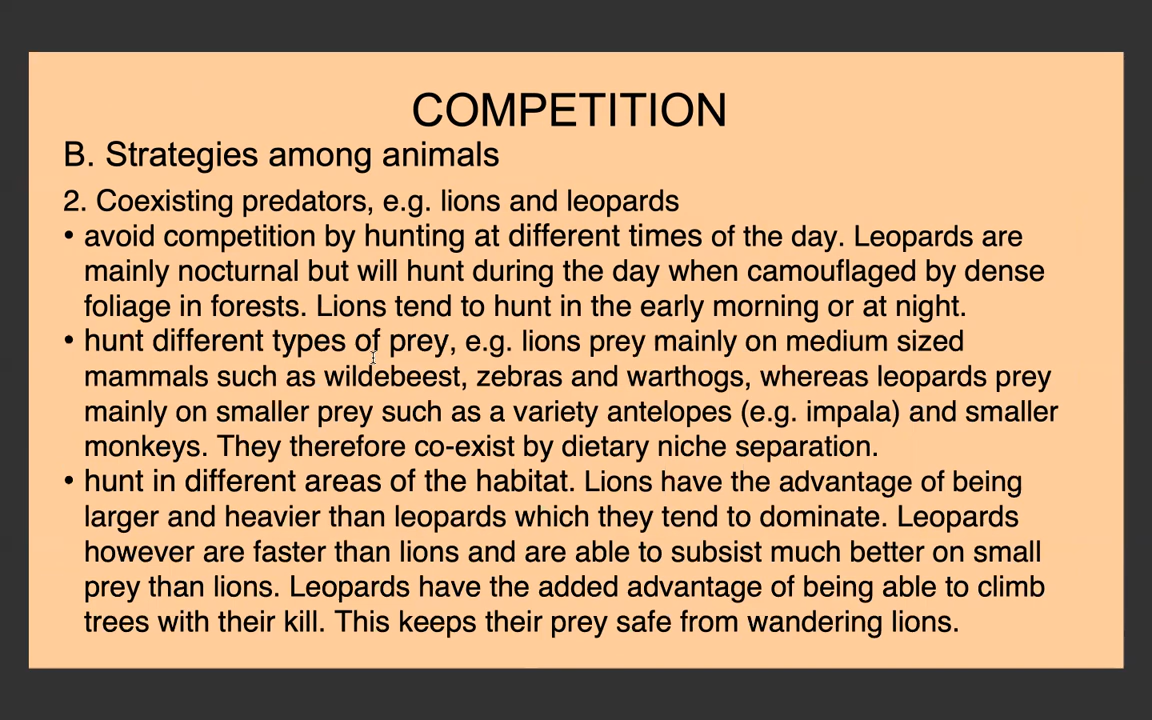 COMPETITION
B. Strategies among animals
2. Coexisting predators, e.g. lions and leopards
• avoid competition by hunting at different times of the day. Leopards are
mainly nocturnal but will hunt during the day when camouflaged by dense
foliage in forests. Lions tend to hunt in the early morning or at night.
• hunt different types of prey, e.g. lions prey mainly on medium sized
mammals such as wildebeest, zebras and warthogs, whereas leopards prey
mainly on smaller prey such as a variety antelopes (e.g. impala) and smaller
monkeys. They therefore co-exist by dietary niche separation.
• hunt in different areas of the habitat. Lions have the advantage of being
larger and heavier than leopards which they tend to dominate. Leopards
however are faster than lions and are able to subsist much better on small
prey than lions. Leopards have the added advantage of being able to climb
trees with their kill. This keeps their prey safe from wandering lions.